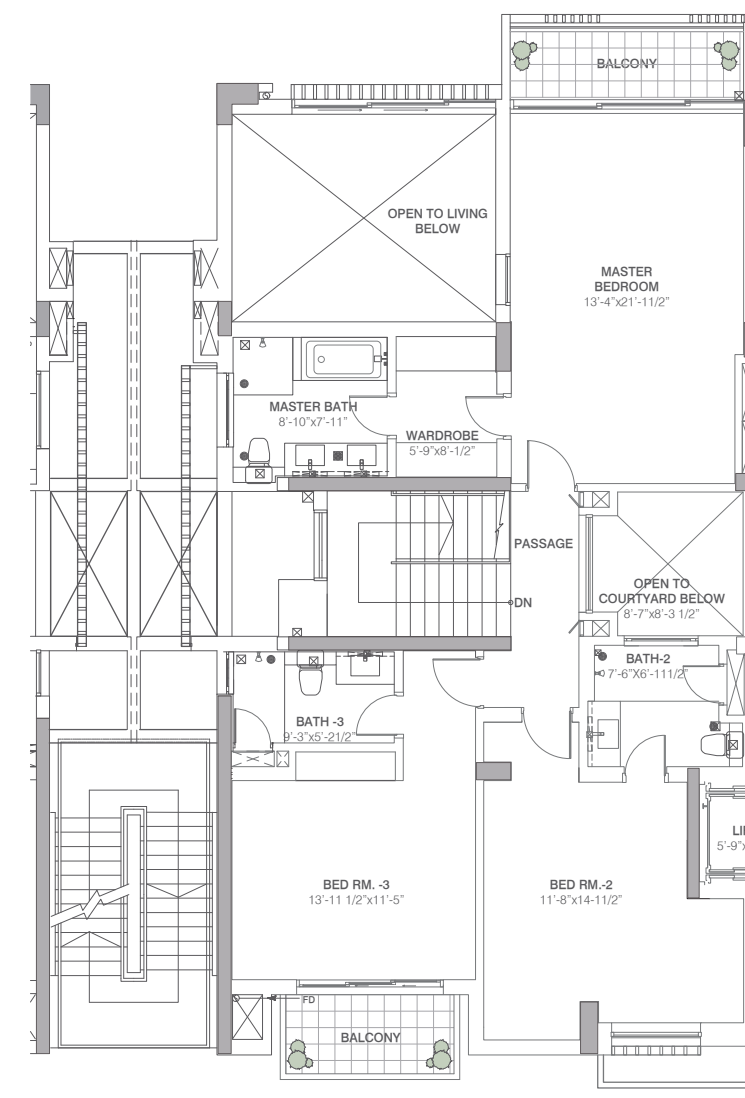 BALCONY
OPEN TO LIVING
BELOW
MASTER
BEDROOM
13'-4"x21'-11/2"
MASTER BATH
8'-10"x7'-11"
WARDROBE
5'-9"x8'-1/2"
PASSAGE
DN
OPEN TO
COURTYARD BELOW
8'-7"x8'-3 1/2"
BATH-2
7'-6"X6'-111/2"
BATH -3
9'-3"x5'-21/2"
LI
5'-9"x
BED RM. -3
13'-11 1/2"x11'-5"
BED RM.-2
11'-8"x14-11/2"
FD
BALCONY